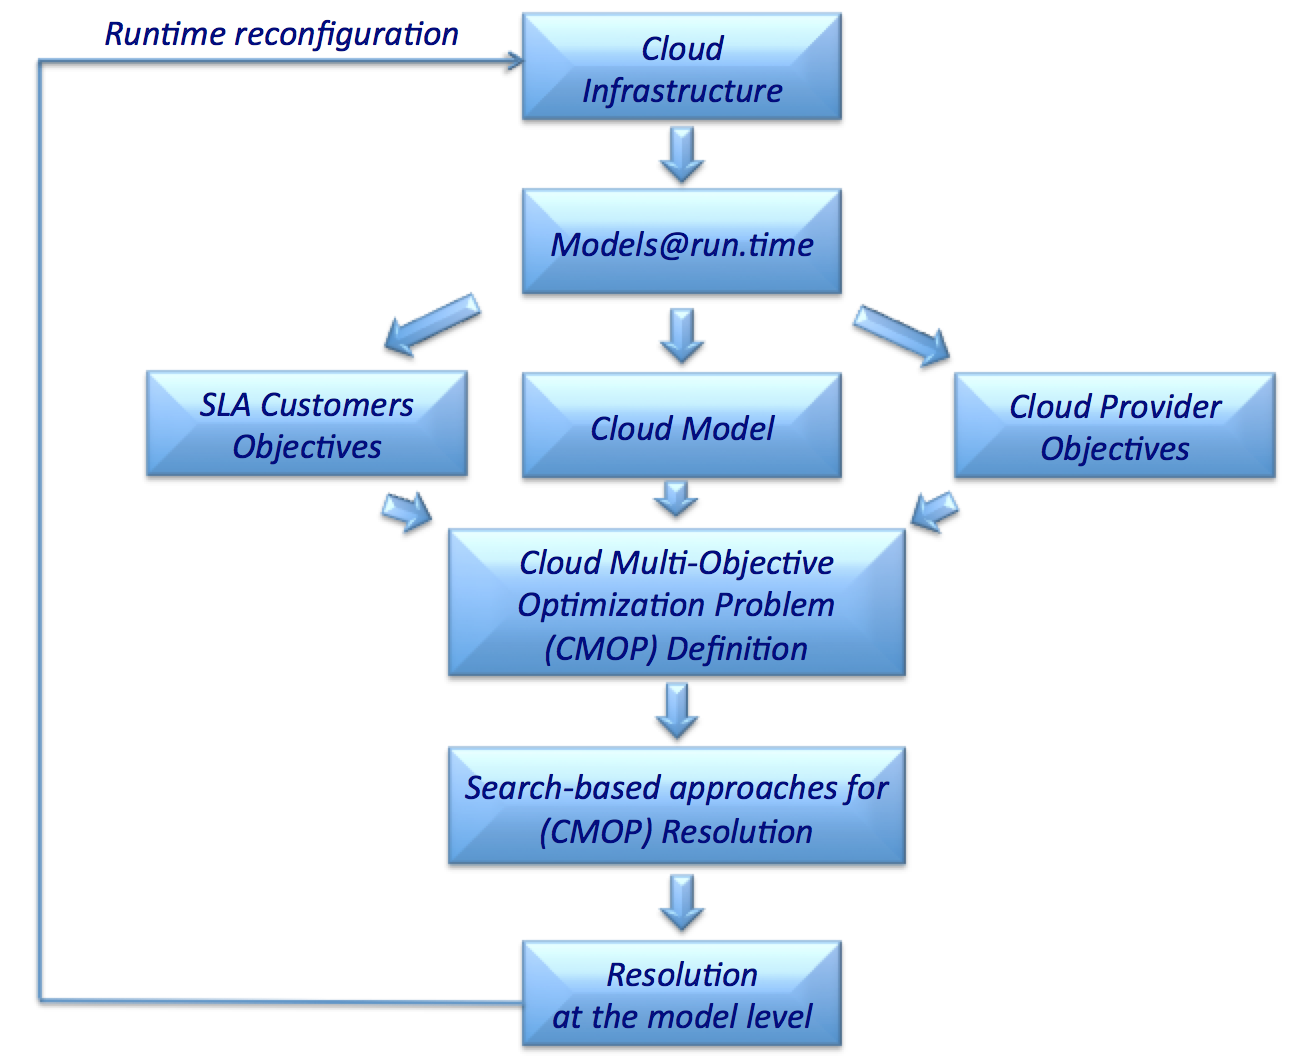 Runtime reconfiguration
Cloud
Infrastructure
Models@run.time
SLA Customers
Objectives
Cloud Model
Cloud Provider
Objectives
Cloud Multi-Objective
Optimization Problem
(CMOP) Definition
Search-based approaches for
(CMOP) Resolution
Resolution
at the model level